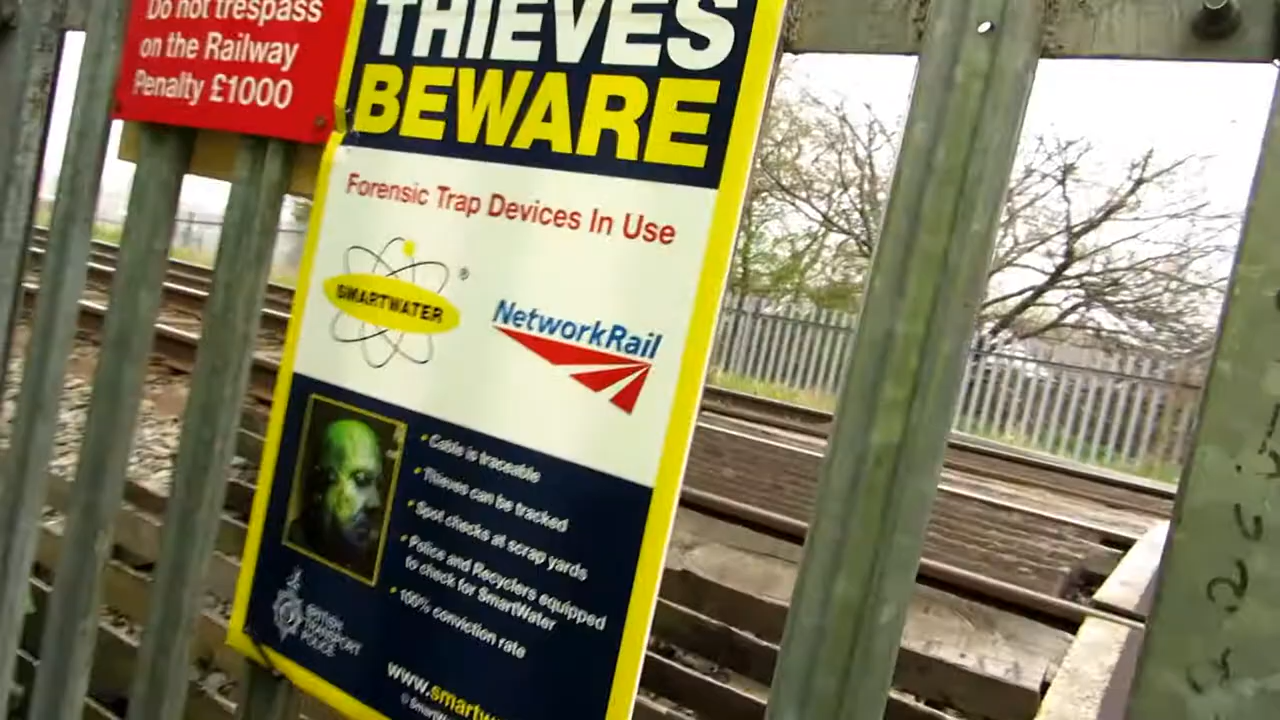 Do not trespass
on the Railway
Penalty £1000
THIEVES
BEWARE
Forensic Trap Devices In Use
SMARTWATER ®
NetworkRail
Cable is traceable
Thieves can be tracked
Spot checks at scrap yards
Police and Recyclers equipped
to check for SmartWater
100% conviction rate
BRITISH
TRANSPORT
POLICE
www.smartw
© SmartW